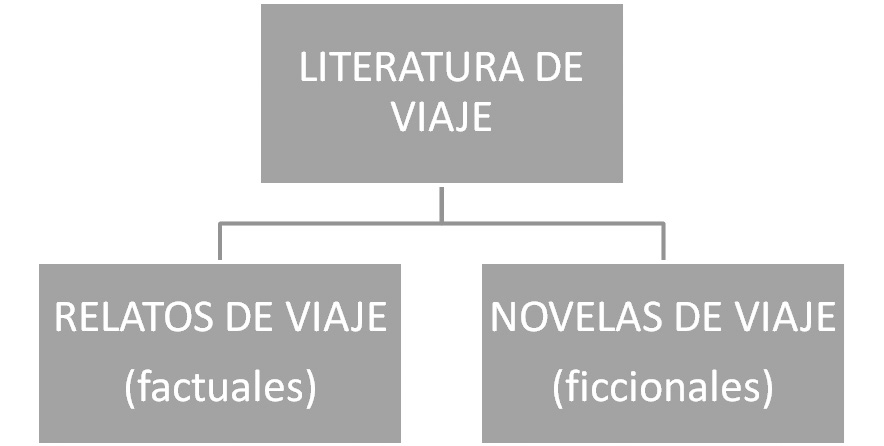 LITERATURA DE
VIAJE
RELATOS DE VIAJE
(factuales)
NOVELAS DE VIAJE
(ficcionales)